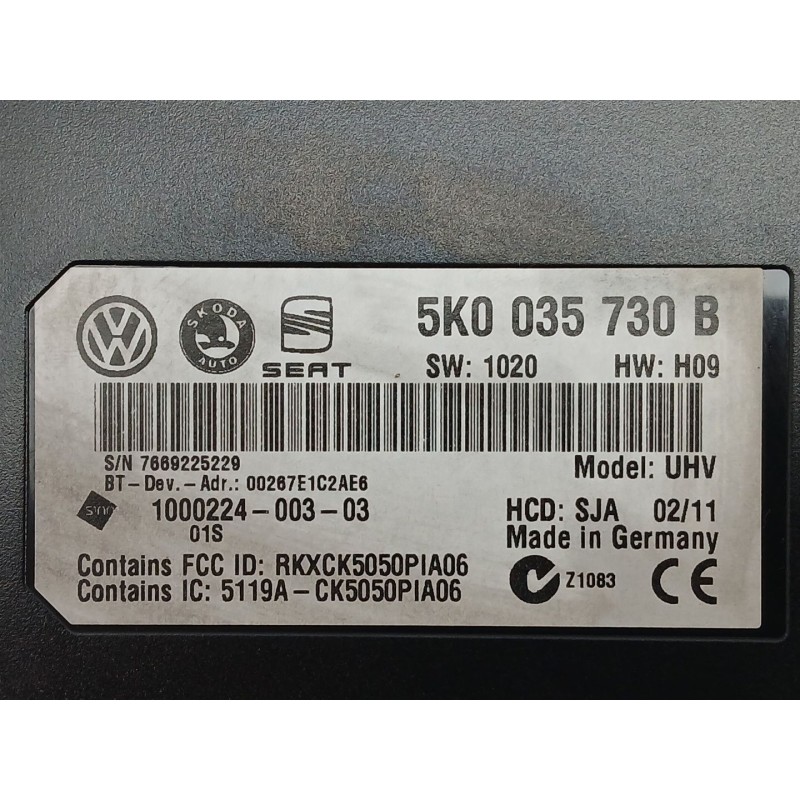 5K0 035 730 B
SKODA
AUTO
SEAT
SW: 1020 HW: H09
S/N 7669225229
Model: UHV
BT-Dev.-Adr.: 00267E1C2AE6
1000224-003-03
HCD: SJA 02/11
01S
Made in Germany
Contains FCC ID: RKXCK5050PIA06
Contains IC: 5119A-CK5050PIA06
Z1083
CE